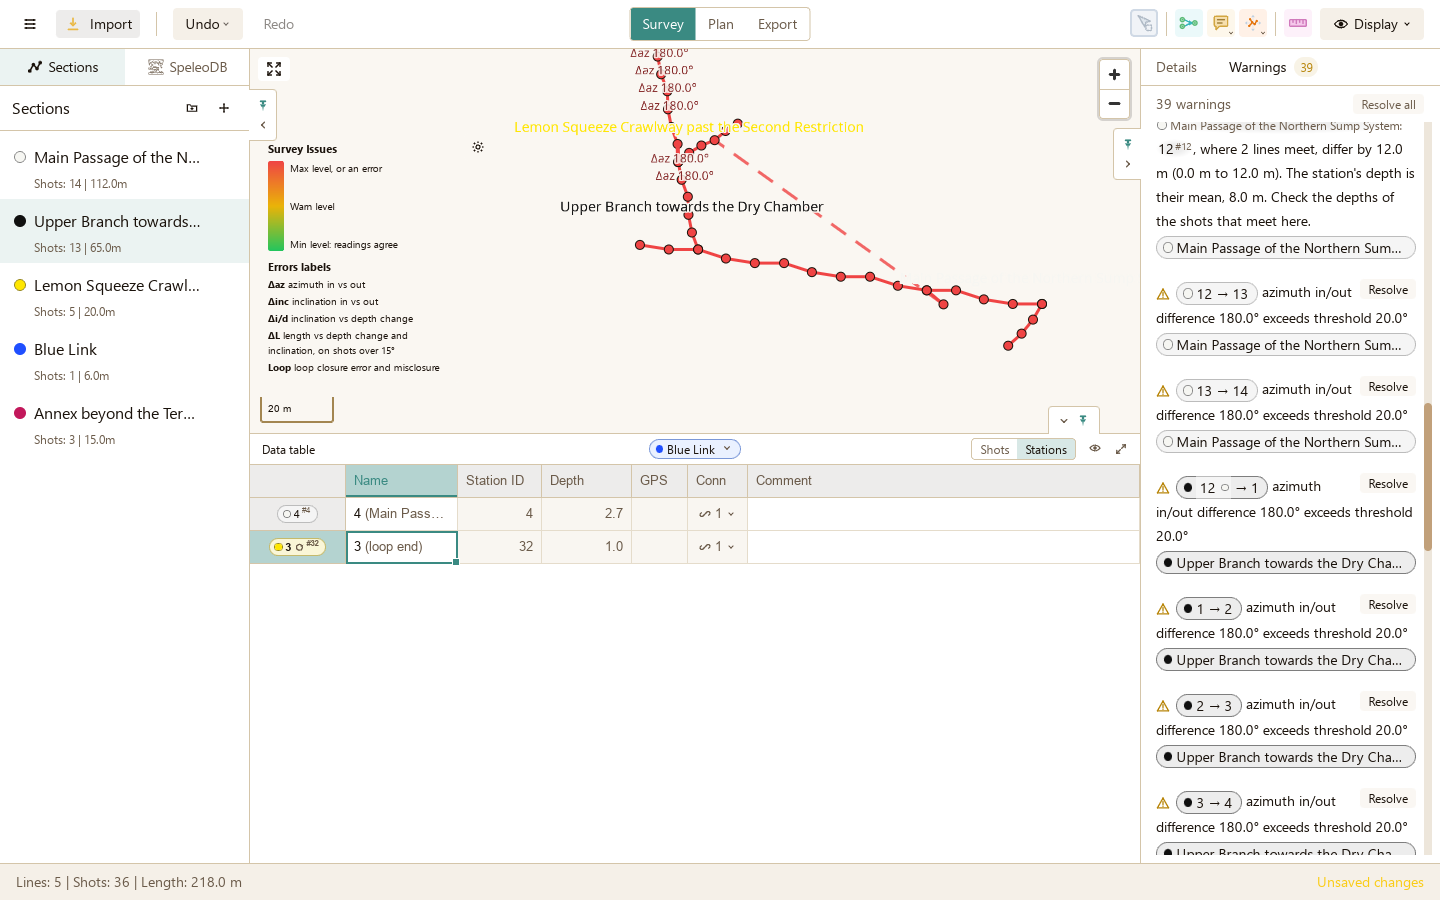 Import
Undo
Redo
Survey
Plan
Export
Display
Sections
SpeleoDB
Sections
Main Passage of the N...
Shots: 14 | 112.0m
Upper Branch towards...
Shots: 13 | 65.0m
Lemon Squeeze Crawl...
Shots: 5 | 20.0m
Blue Link
Shots: 1 | 6.0m
Annex beyond the Ter...
Shots: 3 | 15.0m
Δaz 180.0°
Δaz 180.0°
Δaz 180.0°
Δaz 180.0°
Lemon Squeeze Crawlway past the Second Restriction
Δaz 180.0°
Δaz 180.0°
Upper Branch towards the Dry Chamber
Survey Issues
Max level, or an error
Warn level
Min level: readings agree
Errors labels
Δaz azimuth in vs out
Δinc inclination in vs out
Δi/d inclination vs depth change
ΔL length vs depth change and
inclination, on shots over 15°
Loop loop closure error and misclosure
20 m
Data table
Blue Link
Shots
Stations
Name
Station ID
Depth
GPS
Conn
Comment
4 #4
4 (Main Pass...
4
2.7
1
3 #32
3 (loop end)
32
1.0
1
Details
Warnings
39
39 warnings
Resolve all
Main Passage of the Northern Sump System:
12 #12, where 2 lines meet, differ by 12.0
m (0.0 m to 12.0 m). The station's depth is
their mean, 8.0 m. Check the depths of
the shots that meet here.
Main Passage of the Northern Sum...
12 → 13 azimuth in/out
Resolve
difference 180.0° exceeds threshold 20.0°
Main Passage of the Northern Sum...
13 → 14 azimuth in/out
Resolve
difference 180.0° exceeds threshold 20.0°
Main Passage of the Northern Sum...
12 → 1 azimuth
Resolve
in/out difference 180.0° exceeds threshold
20.0°
Upper Branch towards the Dry Cha...
1 → 2 azimuth in/out
Resolve
difference 180.0° exceeds threshold 20.0°
Upper Branch towards the Dry Cha...
2 → 3 azimuth in/out
Resolve
difference 180.0° exceeds threshold 20.0°
Upper Branch towards the Dry Cha...
3 → 4 azimuth in/out
Resolve
difference 180.0° exceeds threshold 20.0°
Upper Branch towards the Dry Cha...
Lines: 5 | Shots: 36 | Length: 218.0 m
Unsaved changes